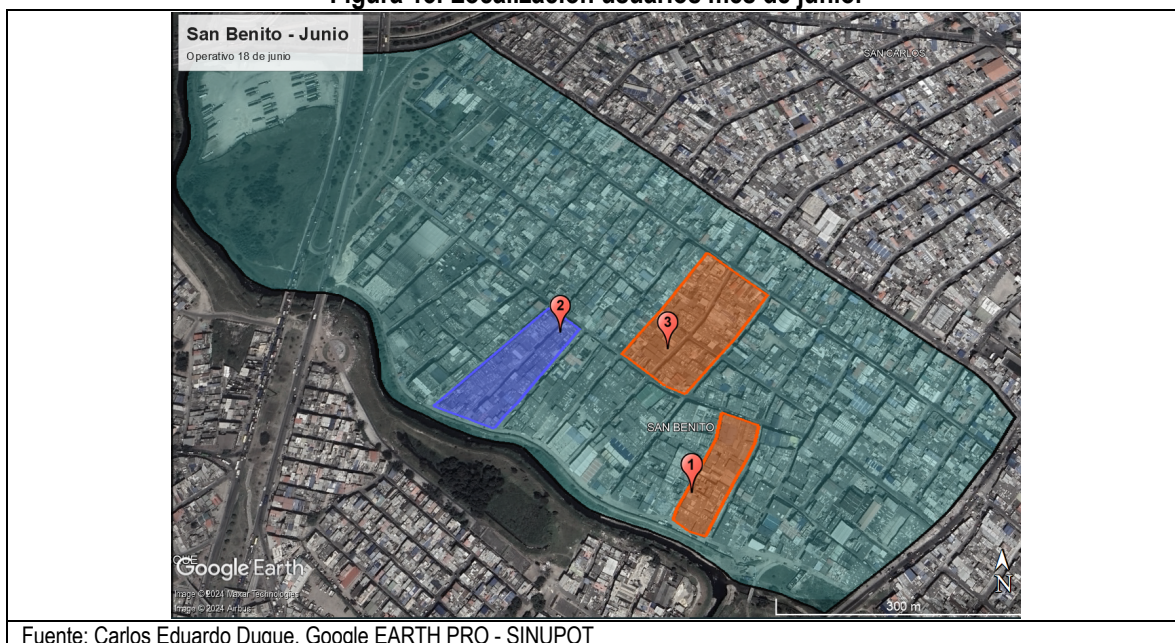 Figura 10. Localización usuarios mes de junio.
San Benito - Junio
Operativo 18 de junio
SAN CARLOS
2
3
SAN BENITO
1
Google Earth
Image © 2024 Maxar Technologies
Image © 2024 Airbus
300 m
N
Fuente: Carlos Eduardo Duque, Google EARTH PRO - SINUPOT